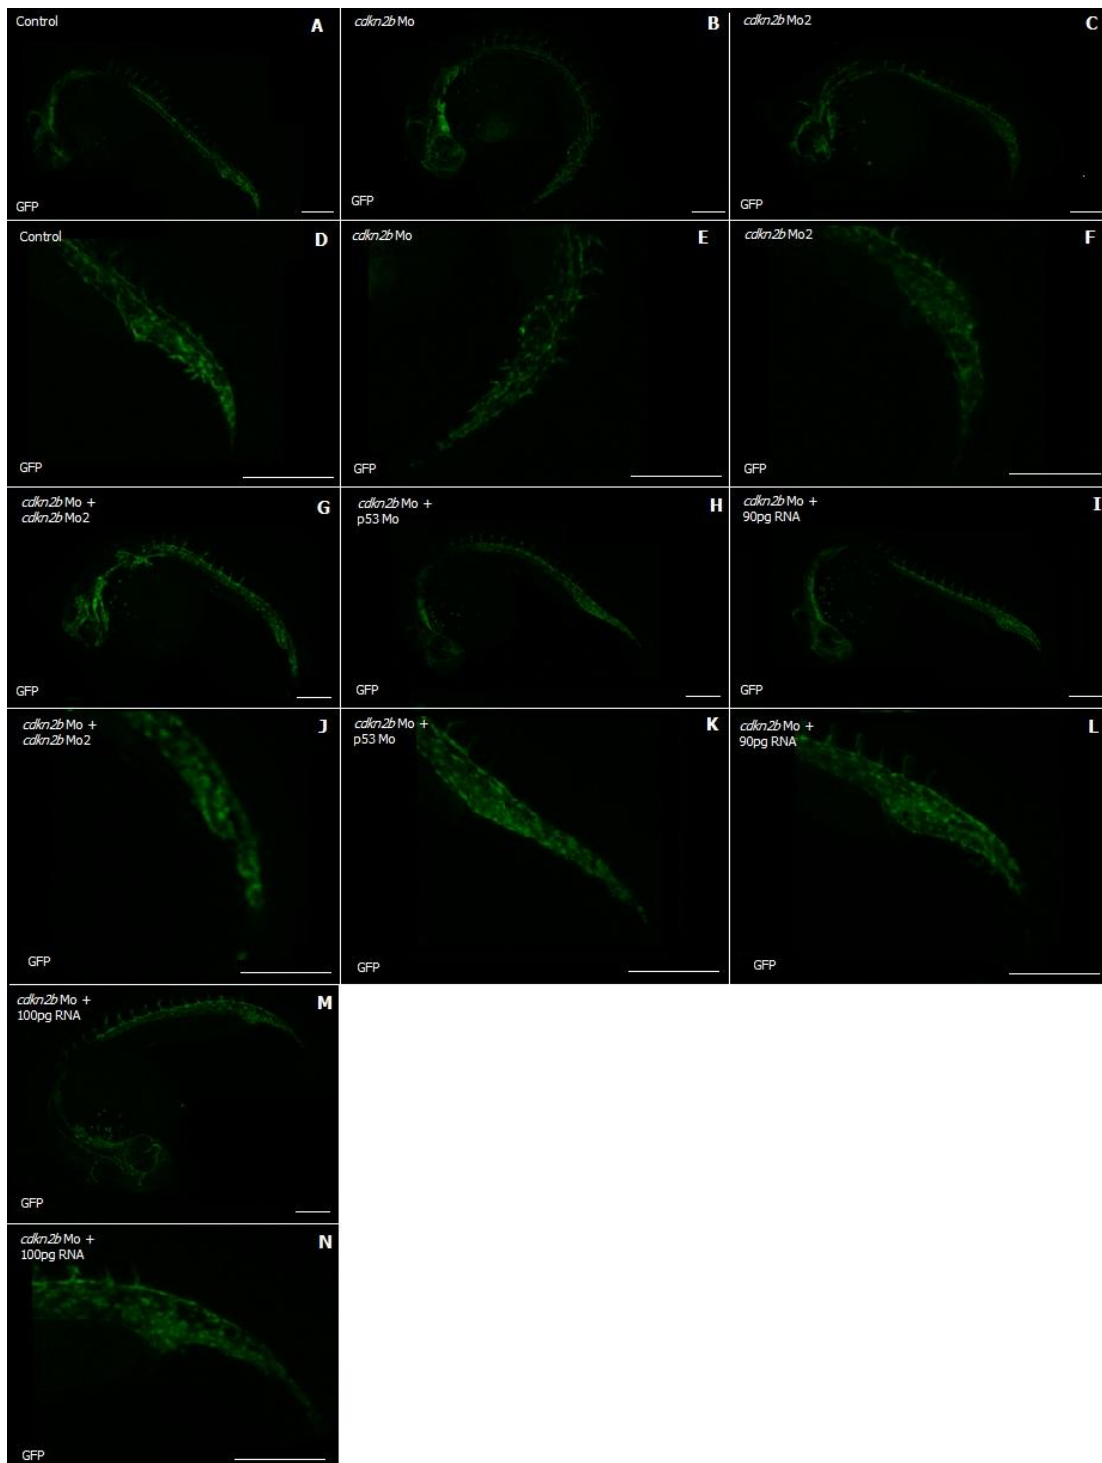 Control
A
GFP
cdkn2b Mo
B
GFP
cdkn2b Mo2
C
GFP
Control
D
GFP
cdkn2b Mo
E
GFP
cdkn2b Mo2
F
GFP
cdkn2b Mo +
cdkn2b Mo2
G
GFP
cdkn2b Mo +
p53 Mo
H
GFP
cdkn2b Mo +
90pg RNA
I
GFP
cdkn2b Mo +
cdkn2b Mo2
J
GFP
cdkn2b Mo +
p53 Mo
K
GFP
cdkn2b Mo +
90pg RNA
L
GFP
cdkn2b Mo +
100pg RNA
M
GFP
cdkn2b Mo +
100pg RNA
N
GFP